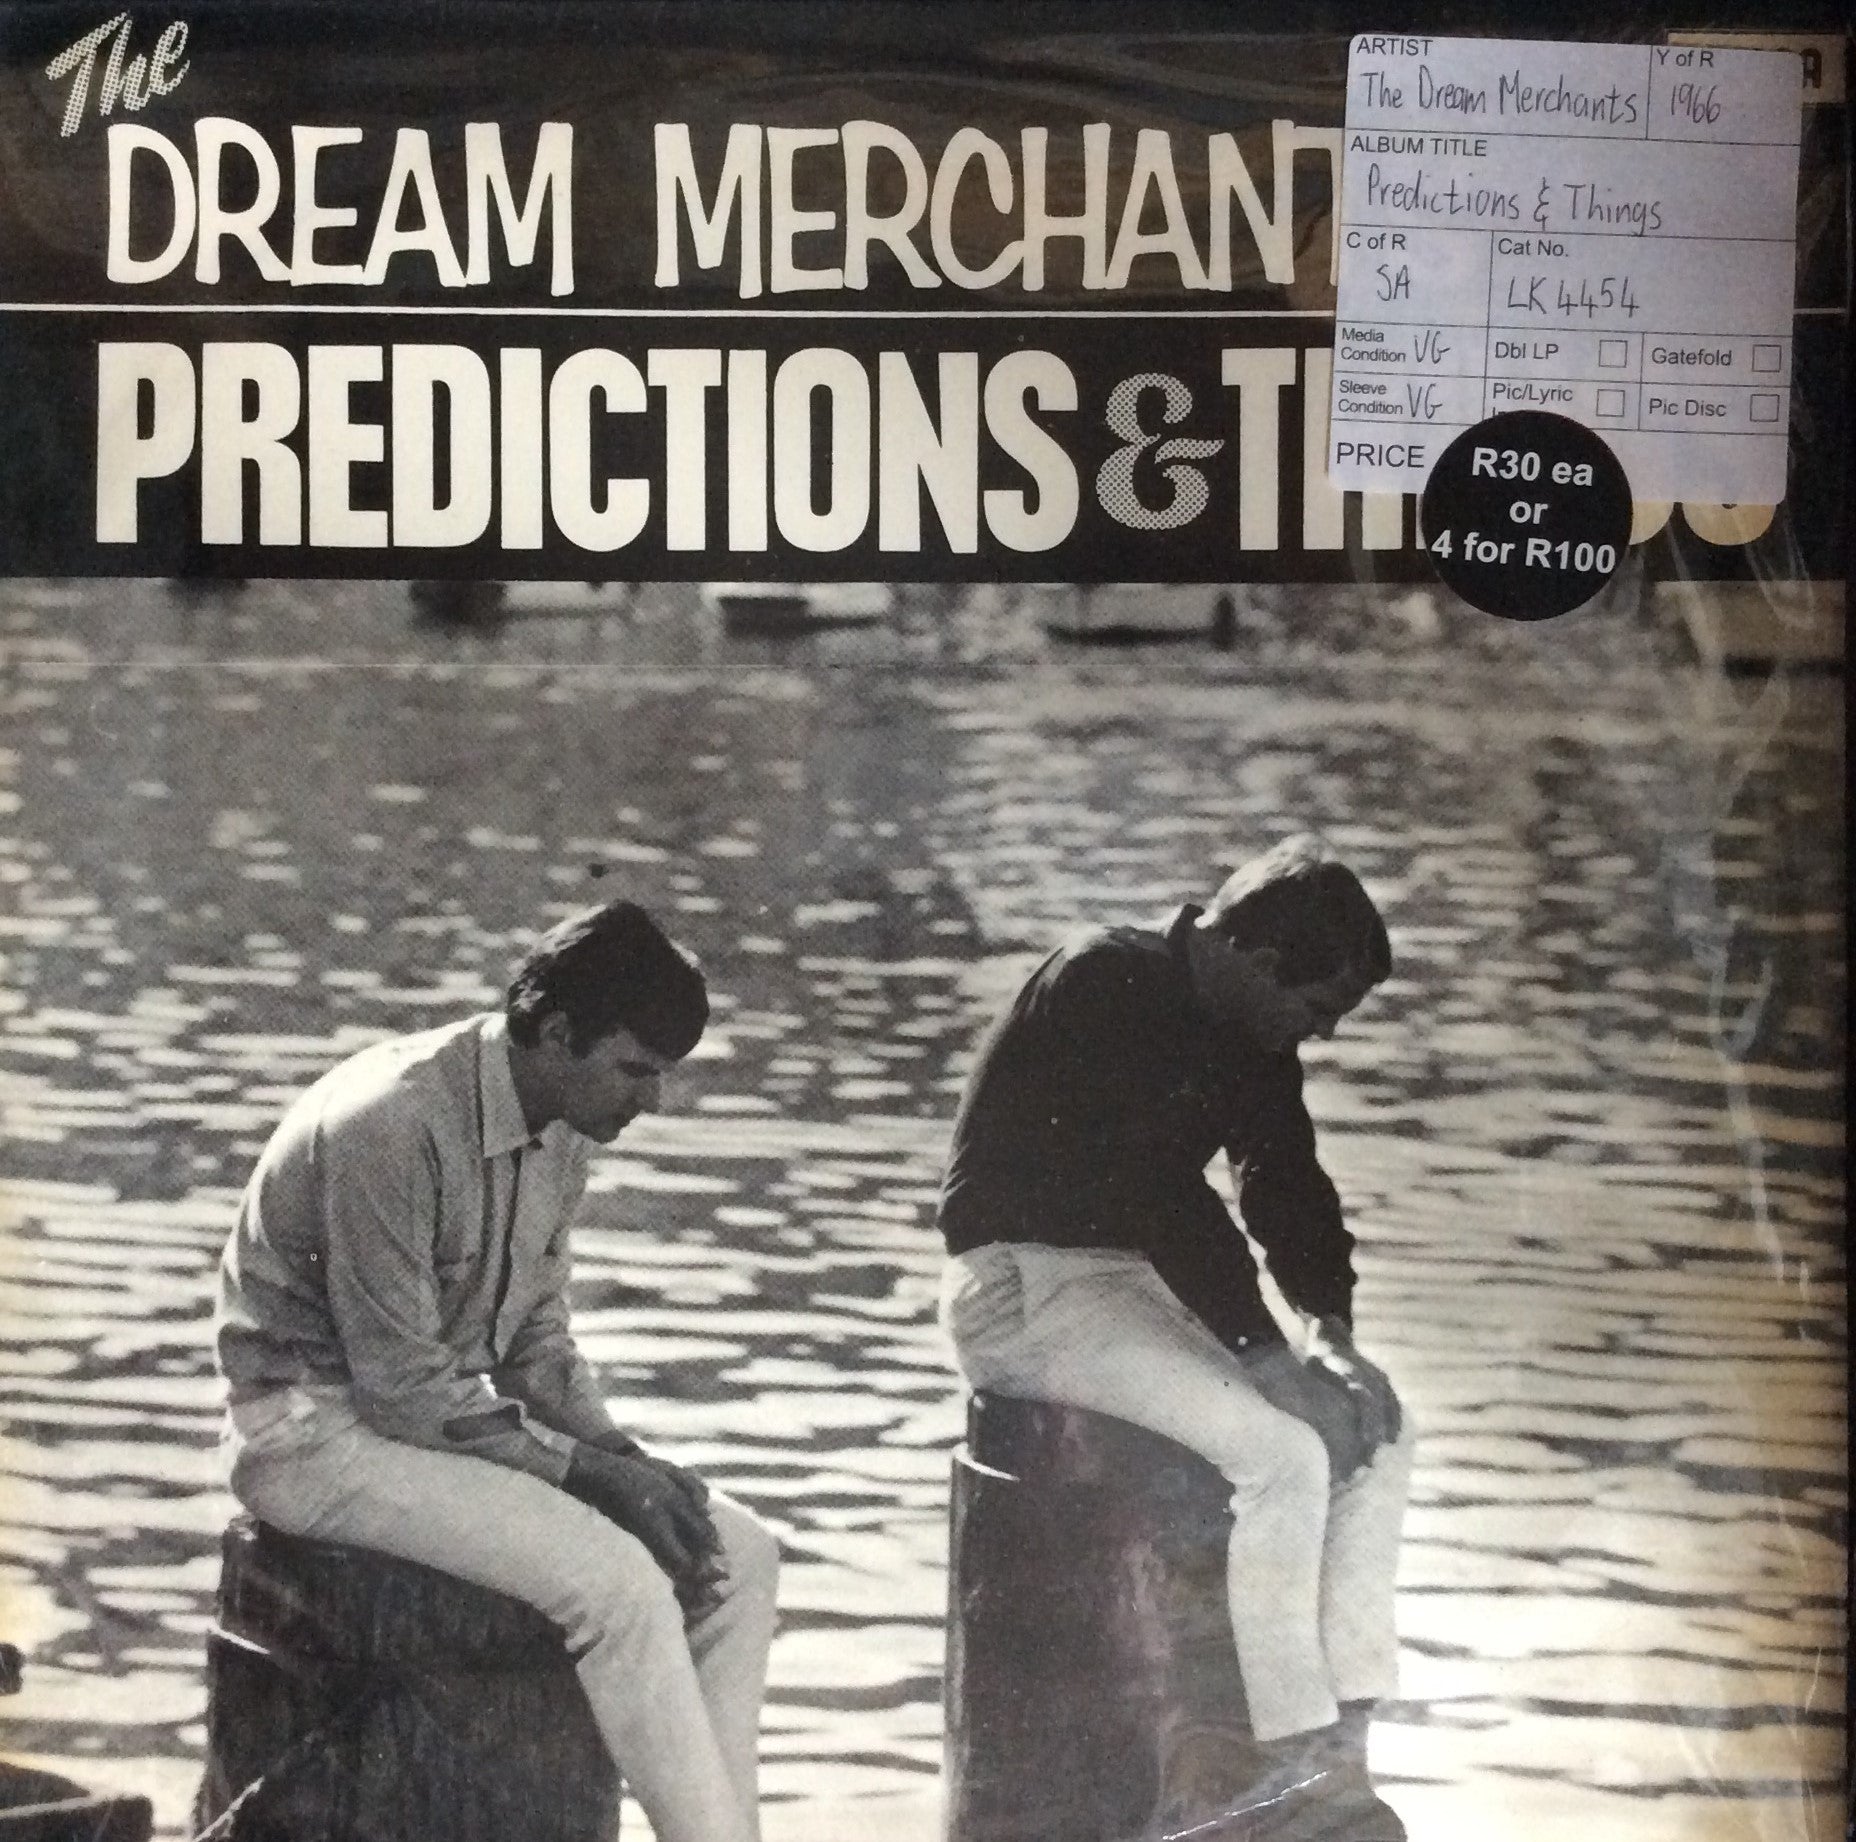 The
DREAM MERCHANT
PREDICTIONS & TH
ARTIST
The Dream Merchants
Y of R
1966
ALBUM TITLE
Predictions & Things
C of R
SA
Cat No.
LK 4454
Media
Condition VG
Dbl LP
Gatefold
Sleeve
Condition VG
Pic/Lyric
Pic Disc
PRICE
R30 ea
or
4 for R100